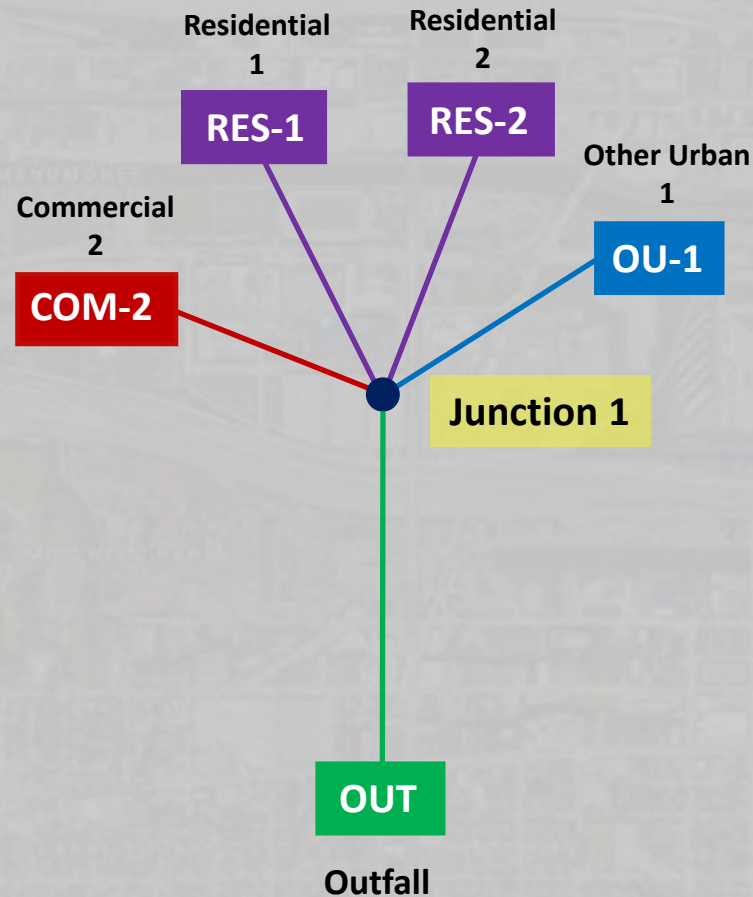 Residential
1
RES-1
Residential
2
RES-2
Other Urban
1
OU-1
Commercial
2
COM-2
Junction 1
OUT
Outfall